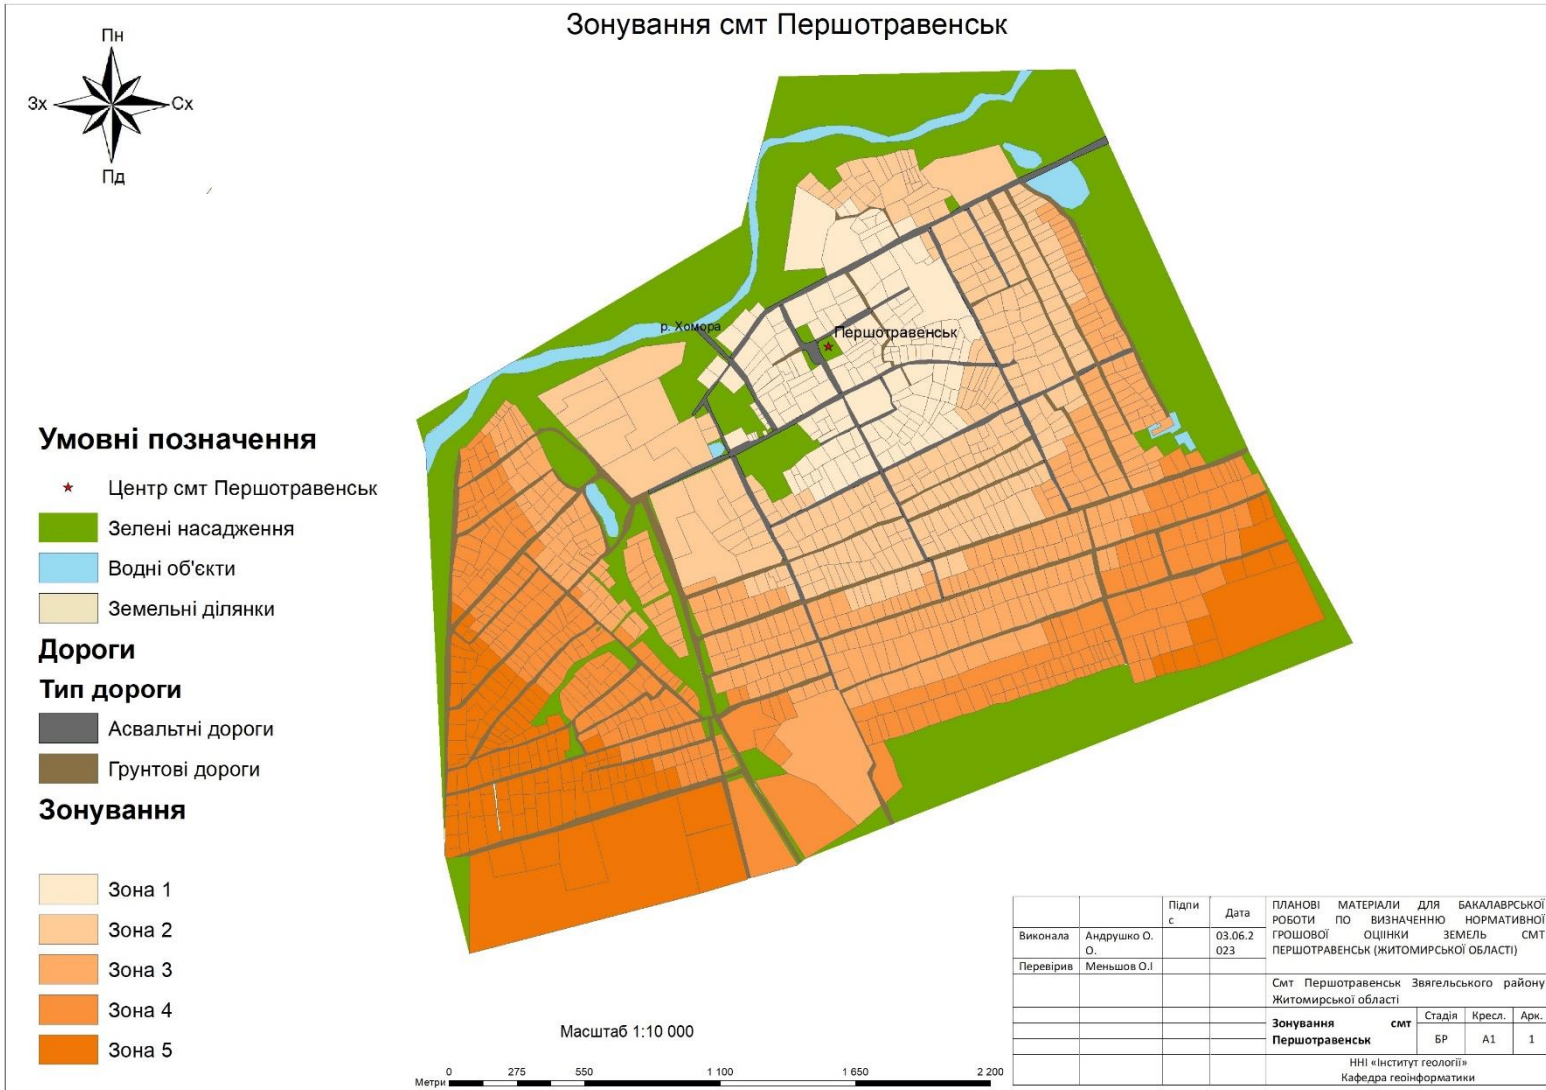 Зонування смт Першотравенськ
Пн
Зх
Сх
Пд
р. Хомора
Першотравенськ
Умовні позначення
Центр смт Першотравенськ
Зелені насадження
Водні об'єкти
Земельні ділянки
Дороги
Тип дороги
Асвальтні дороги
Грунтові дороги
Зонування
Зона 1
Зона 2
Зона 3
Зона 4
Зона 5
Масштаб 1:10 000
Метри
0 275 550 1 100 1 650 2 200
Підпи
с
Дата
Виконала
Андрушко О.
О.
03.06.2
023
Перевірив
Меньшов О.І
ПЛАНОВІ МАТЕРІАЛИ ДЛЯ БАКАЛАВРСЬКОЇ
РОБОТИ ПО ВИЗНАЧЕННЮ НОРМАТИВНОЇ
ГРОШОВОЇ ОЦІІНКИ ЗЕМЕЛЬ СМТ
ПЕРШОТРАВЕНСЬК (ЖИТОМИРСЬКОЇ ОБЛАСТІ)
Смт Першотравенськ Звягельського району
Житомирської області
Зонування смт
Першотравенськ
Стадія Кресл. Арк.
БР А1 1
ННІ «Інститут геології»
Кафедра геоінформатики